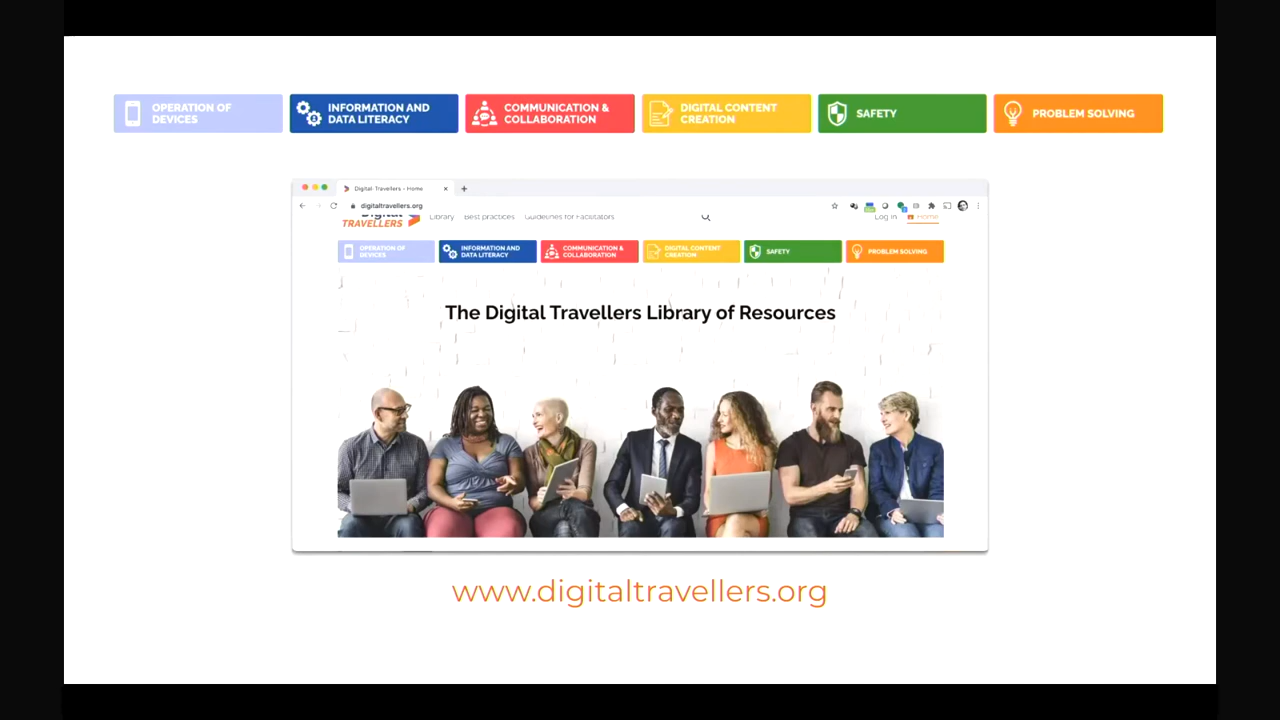 OPERATION OF
DEVICES
INFORMATION AND
DATA LITERACY
COMMUNICATION &
COLLABORATION
DIGITAL CONTENT
CREATION
SAFETY
PROBLEM SOLVING
Digital Travellers - Home
digitaltravellers.org
Digital
TRAVELLERS
Library
Best practices
Guidelines for Facilitators
Log in
Home
OPERATION OF
DEVICES
INFORMATION AND
DATA LITERACY
COMMUNICATION &
COLLABORATION
DIGITAL CONTENT
CREATION
SAFETY
PROBLEM SOLVING
The Digital Travellers Library of Resources
www.digitaltravellers.org